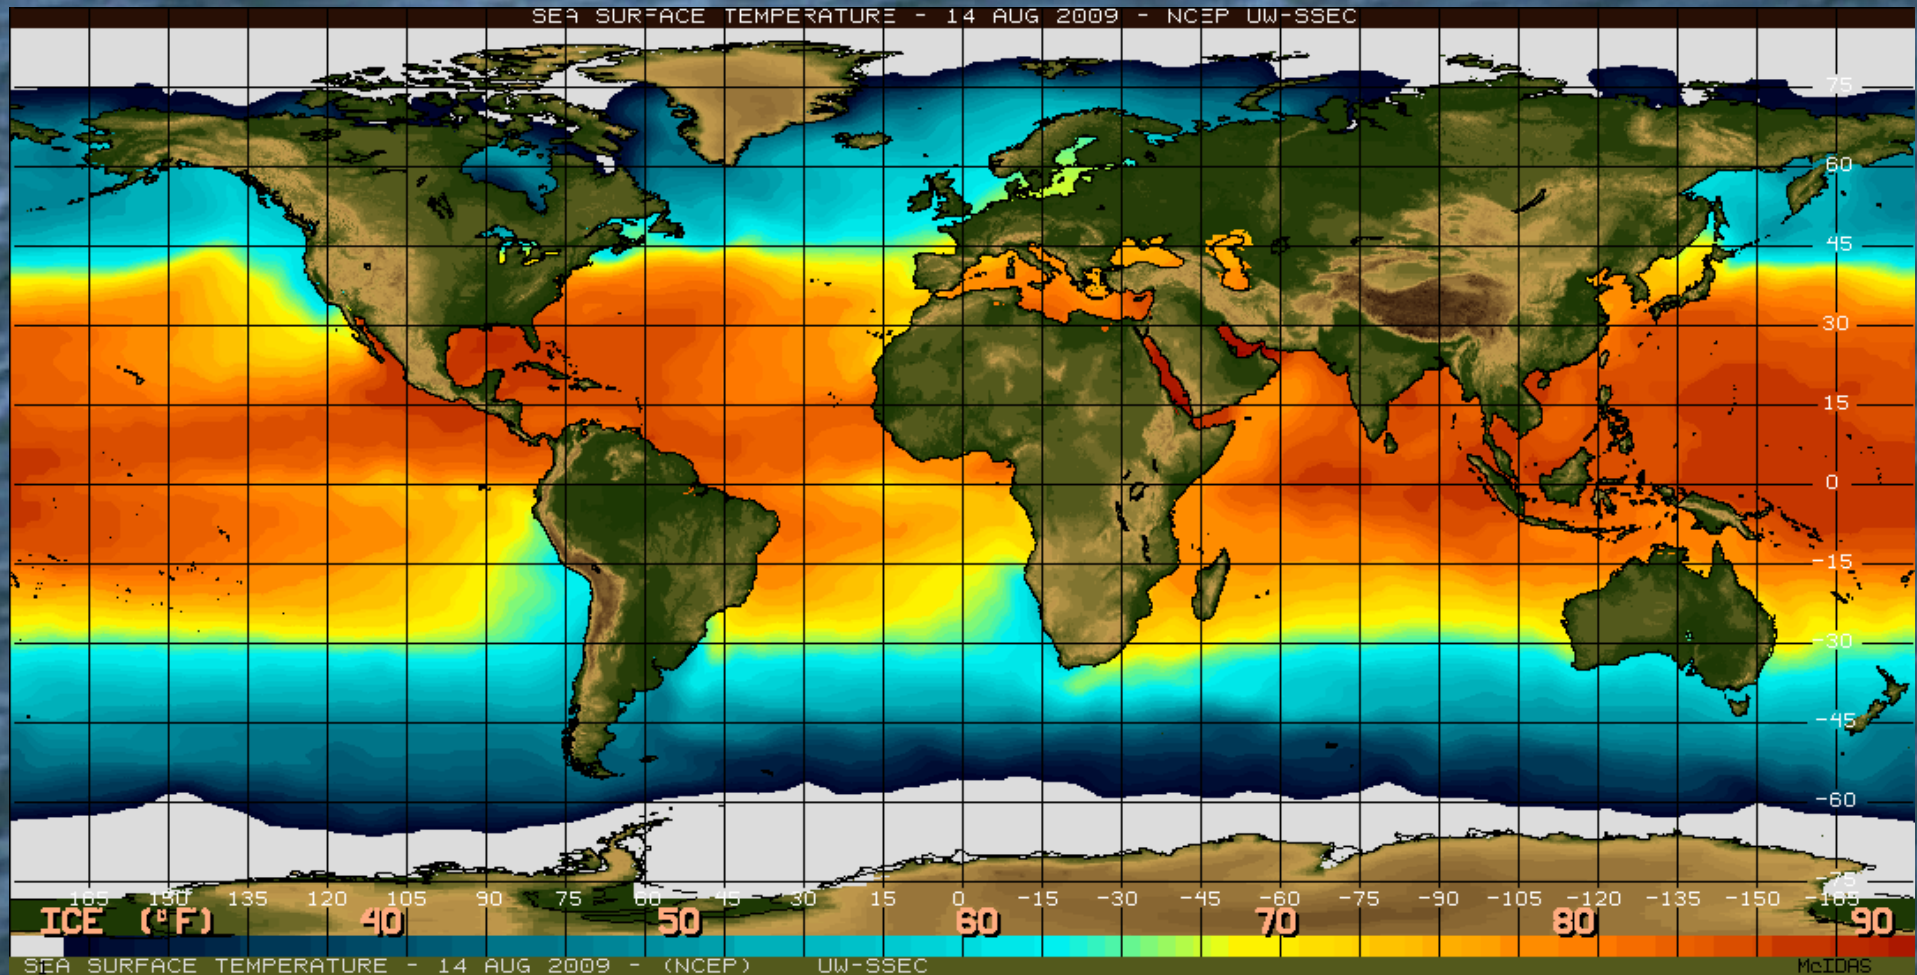 SEA SURFACE TEMPERATURE - 14 AUG 2009 - NCEP UW-SSEC
75
60
45
30
15
0
-15
-30
-45
-60
-75
165 150 135 120 105 90 75 60 45 30 15 0 -15 -30 -45 -60 -75 -90 -105 -120 -135 -150 -165
ICE (°F) 40 50 60 70 80 90
SEA SURFACE TEMPERATURE - 14 AUG 2009 - (NCEP) UW-SSEC McIDAS